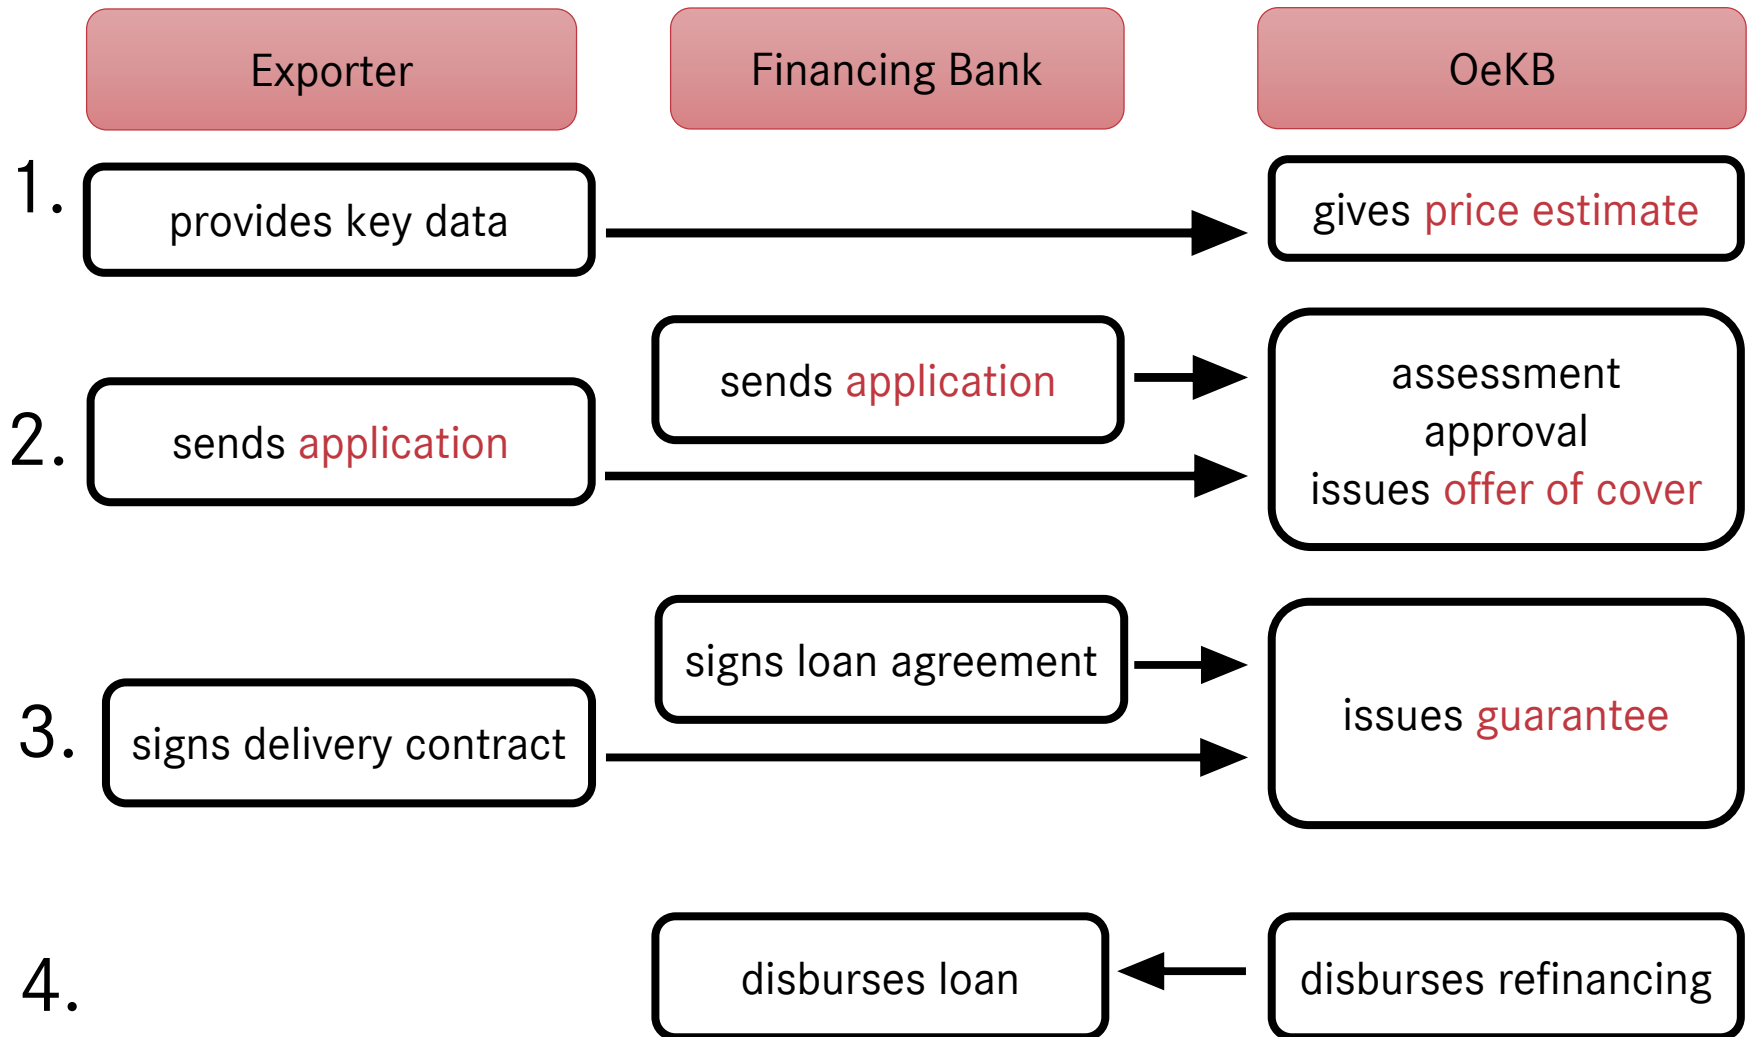 Exporter
Financing Bank
OeKB
1.
provides key data
gives price estimate
2.
sends application
sends application
assessment
approval
issues offer of cover
3.
signs delivery contract
signs loan agreement
issues guarantee
4.
disburses loan
disburses refinancing